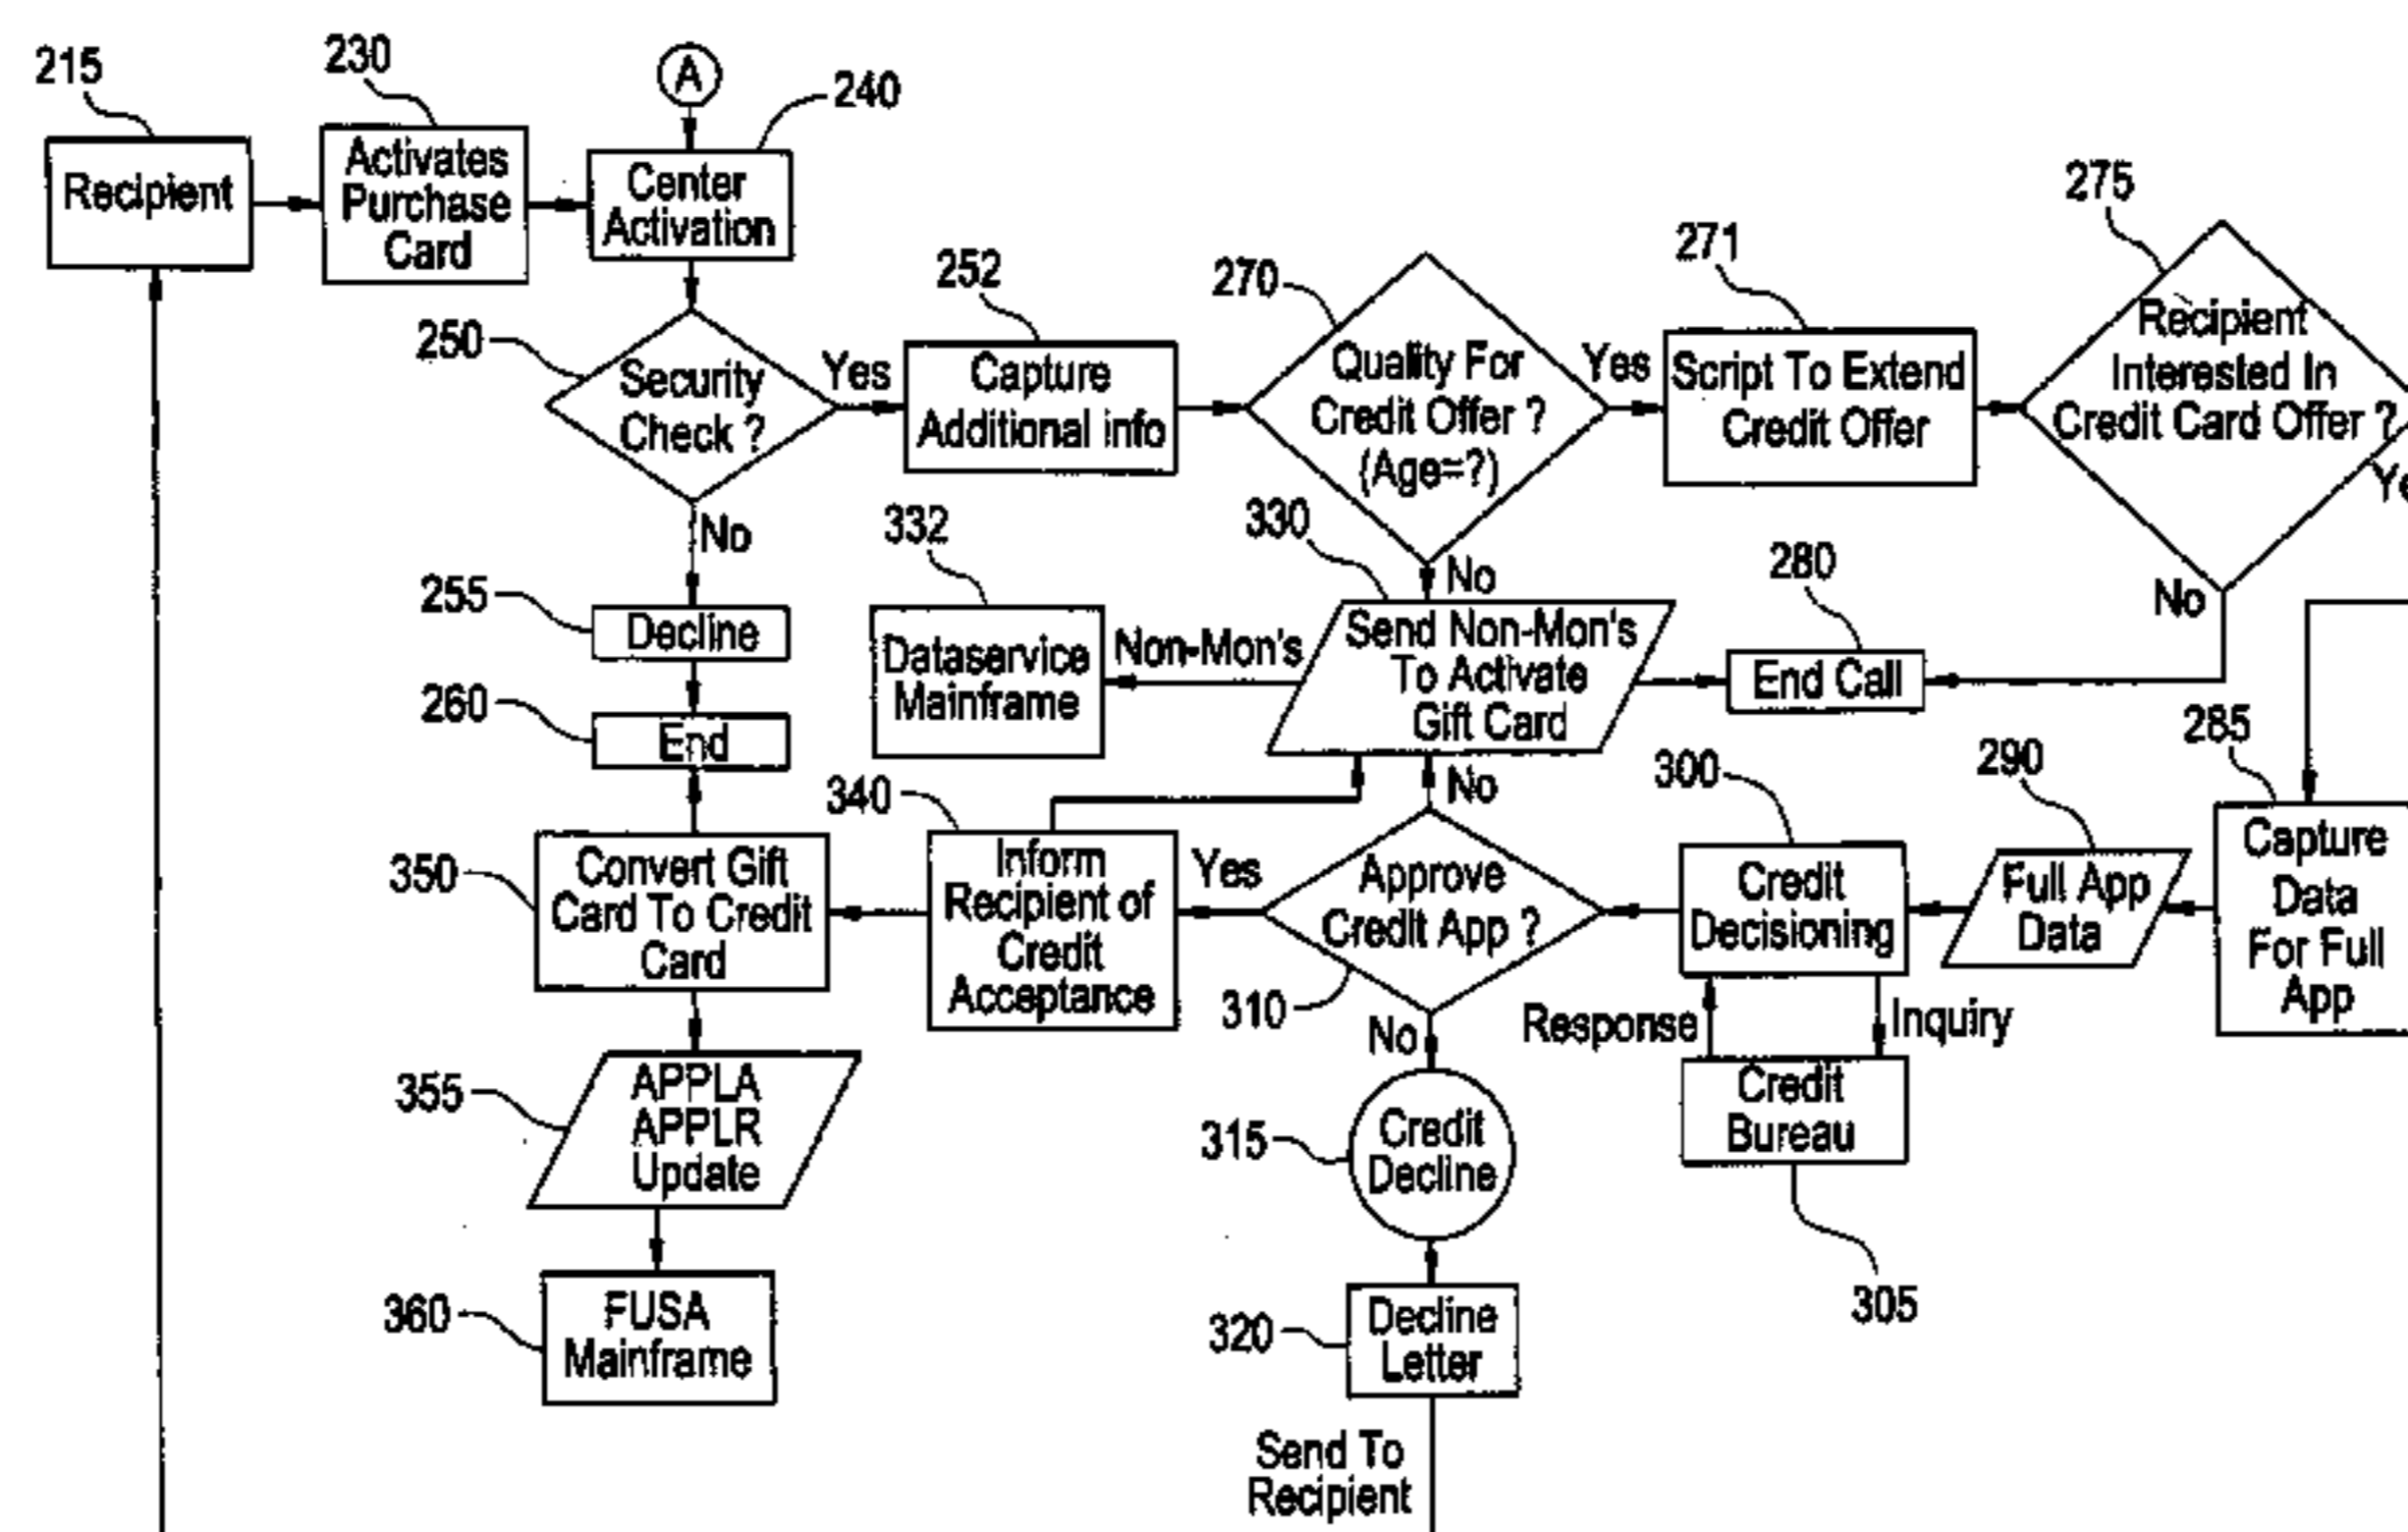 215
230
A
240
Recipient
Activates
Purchase
Card
Center
Activation
250
Security
Check ?
Yes
No
252
Capture
Additional info
270
Quality For
Credit Offer ?
(Age=?)
Yes
No
271
Script To Extend
Credit Offer
275
Recipient
Interested In
Credit Card Offer ?
No
255
Decline
260
End
332
Dataservice
Mainframe
Non-Mon's
330
Send Non-Mon's
To Activate
Gift Card
280
End Call
285
Capture
Data
For Full
App
290
Full App
Data
300
Credit
Decisioning
Response
Inquiry
Credit
Bureau
305
No
Approve
Credit App ?
310
Yes
No
340
Inform
Recipient of
Credit
Acceptance
350
Convert Gift
Card To Credit
Card
355
APPLA
APPLR
Update
360
FUSA
Mainframe
315
Credit
Decline
320
Decline
Letter
Send To
Recipient